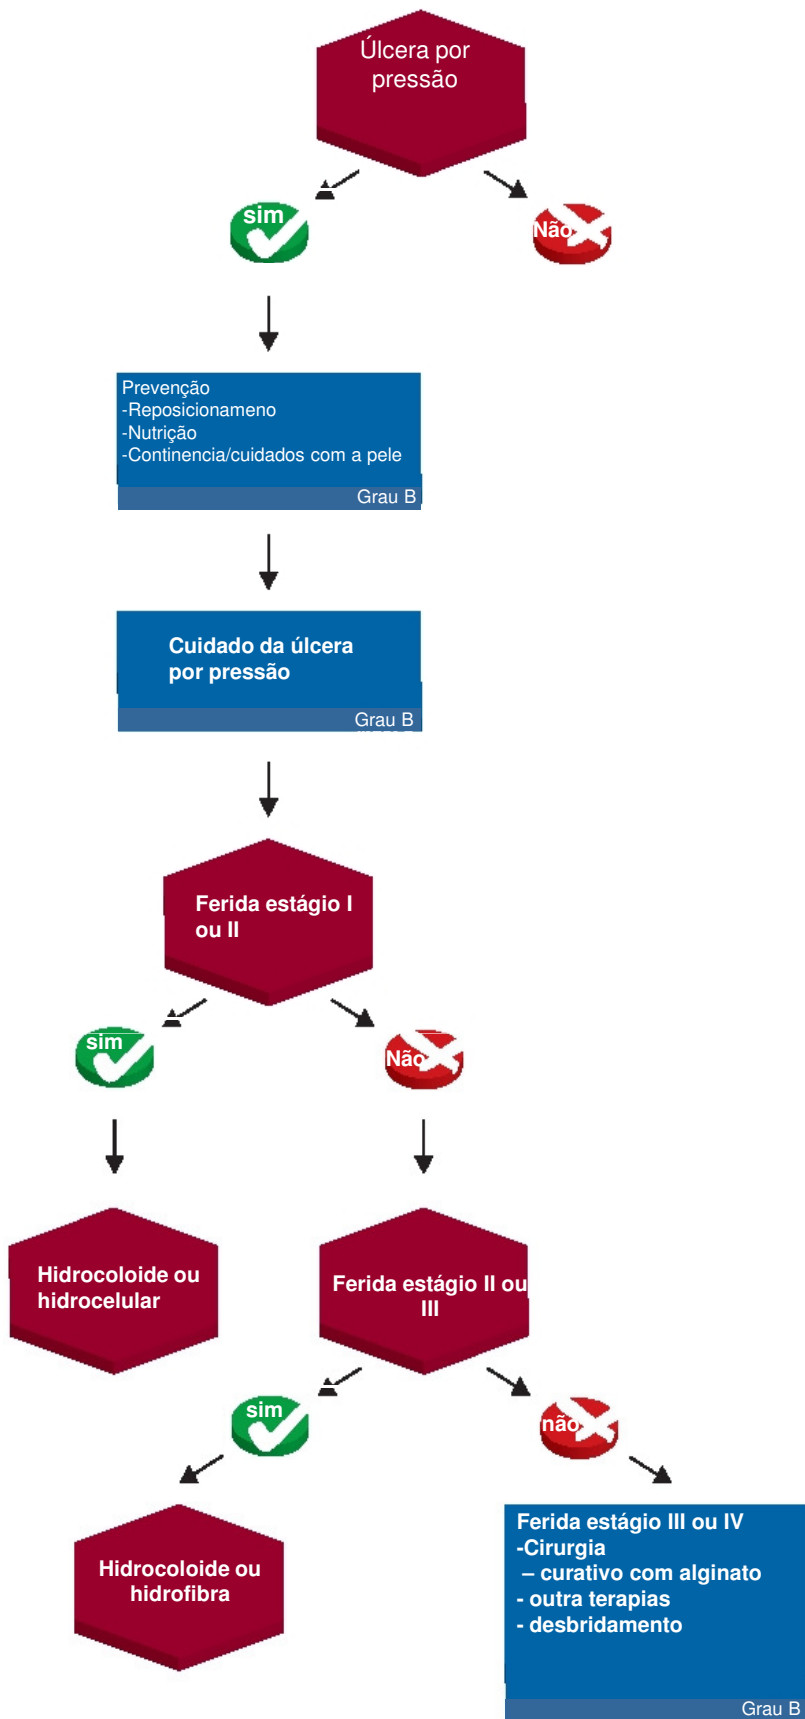 Úlcera por
pressão
sim
Não
Prevenção
-Reposicionameno
-Nutrição
-Continencia/cuidados com a pele
Grau B
Cuidado da úlcera
por pressão
Grau B
Ferida estágio I
ou II
sim
Não
Hidrocoloide ou
hidrocelular
Ferida estágio II ou
III
sim
não
Hidrocoloide ou
hidrofibra
Ferida estágio III ou IV
-Cirurgia
– curativo com alginato
- outra terapias
- desbridamento
Grau B